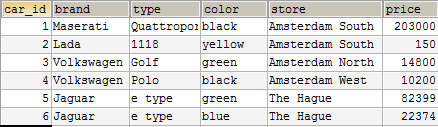 car_id brand type color store price
1 Maserati Quattropor black Amsterdam South 203000
2 Lada 1118 yellow Amsterdam South 150
3 Volkswagen Golf green Amsterdam North 14800
4 Volkswagen Polo black Amsterdam West 10200
5 Jaguar e type green The Hague 82399
6 Jaguar e type blue The Hague 22374